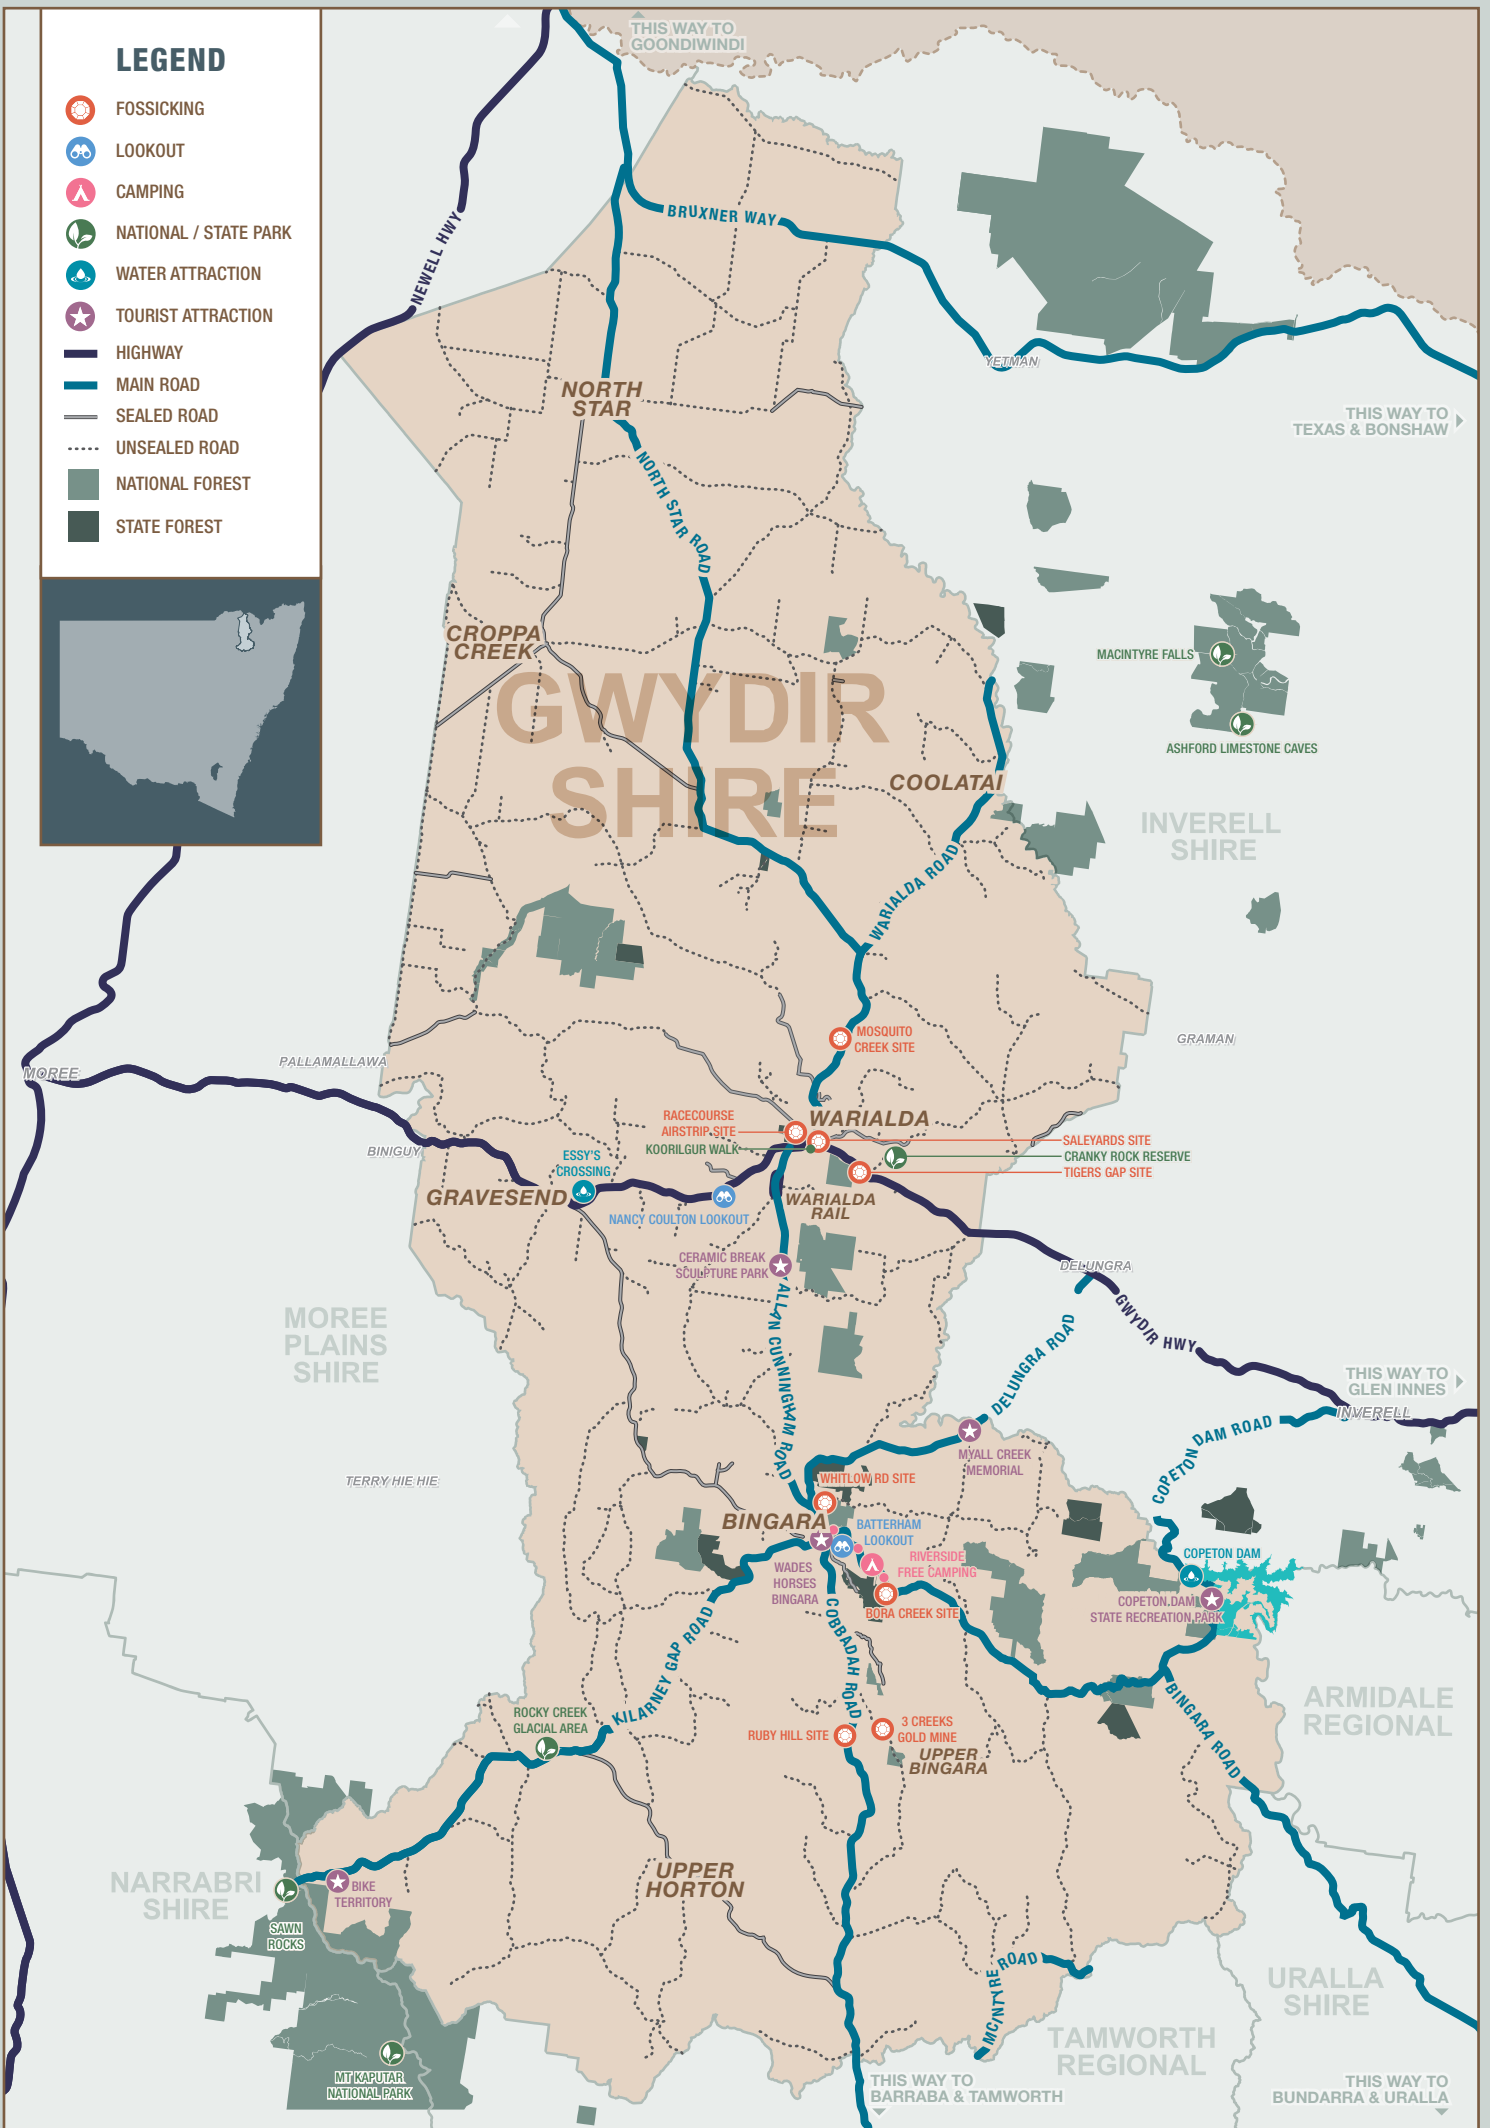 LEGEND
FOSSICKING
LOOKOUT
CAMPING
NATIONAL / STATE PARK
WATER ATTRACTION
TOURIST ATTRACTION
HIGHWAY
MAIN ROAD
SEALED ROAD
UNSEALED ROAD
NATIONAL FOREST
STATE FOREST
THIS WAY TO
GOONDIWINDI
NEWELL HWY
BRUXNER WAY
YETMAN
NORTH
STAR
THIS WAY TO
TEXAS & BONSHAW
NORTH STAR ROAD
CROPPA
CREEK
MACINTYRE FALLS
GWYDIR
SHIRE
ASHFORD LIMESTONE CAVES
COOLATAI
INVERELL
SHIRE
WARIALDA ROAD
MOSQUITO
CREEK SITE
GRAMAN
PALLAMALLAWA
MOREE
RACECOURSE
AIRSTRIP SITE
WARIALDA
KOORILGUR WALK
SALEYARDS SITE
CRANKY ROCK RESERVE
TIGERS GAP SITE
BINIGUY
ESSY'S
CROSSING
GRAVESEND
NANCY COULTON LOOKOUT
WARIALDA
RAIL
CERAMIC BREAK
SCULPTURE PARK
DELUNGRA
ALLAN CUNNINGHAM ROAD
GWYDIR HWY
DELUNGRA ROAD
MOREE
PLAINS
SHIRE
THIS WAY TO
GLEN INNES
INVERELL
COPETON DAM ROAD
MYALL CREEK
MEMORIAL
TERRY HIE HIE
WHITLOW RD SITE
BINGARA
BATTERHAM
LOOKOUT
RIVERSIDE
FREE CAMPING
WADES
HORSES
BINGARA
BORA CREEK SITE
COPETON DAM
COPETON DAM
STATE RECREATION PARK
COBBADAH ROAD
KILARNEY GAP ROAD
BINGARA ROAD
ARMIDALE
REGIONAL
ROCKY CREEK
GLACIAL AREA
RUBY HILL SITE
3 CREEKS
GOLD MINE
UPPER
BINGARA
NARRABRI
SHIRE
BIKE
TERRITORY
UPPER
HORTON
SAWN
ROCKS
MCINTYRE ROAD
URALLA
SHIRE
TAMWORTH
REGIONAL
MT KAPUTAR
NATIONAL PARK
THIS WAY TO
BARRABA & TAMWORTH
THIS WAY TO
BUNDARRA & URALLA